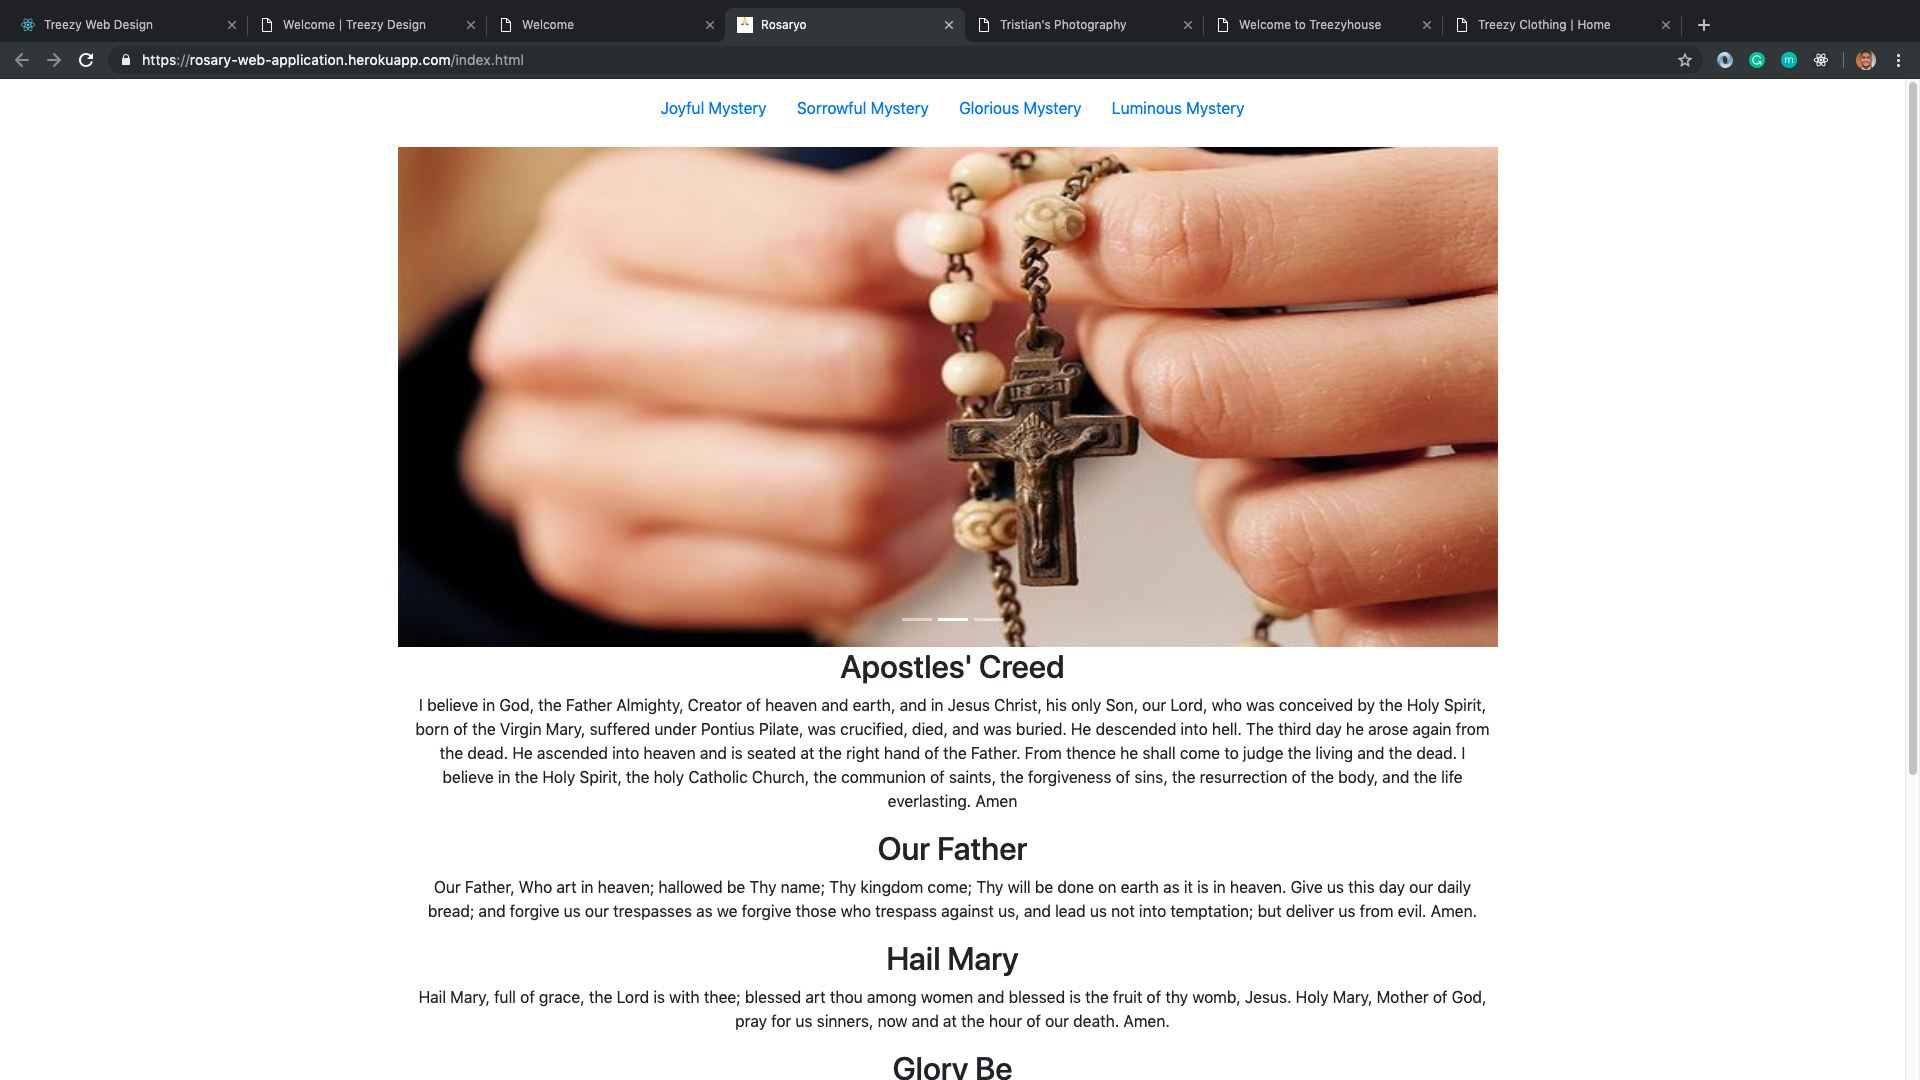 Treezy Web Design
Welcome | Treezy Design
Welcome
Rosaryo
Tristian's Photography
Welcome to Treezyhouse
Treezy Clothing | Home
https://rosary-web-application.herokuapp.com/index.html
Joyful Mystery Sorrowful Mystery Glorious Mystery Luminous Mystery
Apostles' Creed
I believe in God, the Father Almighty, Creator of heaven and earth, and in Jesus Christ, his only Son, our Lord, who was conceived by the Holy Spirit,
born of the Virgin Mary, suffered under Pontius Pilate, was crucified, died, and was buried. He descended into hell. The third day he arose again from
the dead. He ascended into heaven and is seated at the right hand of the Father. From thence he shall come to judge the living and the dead. I
believe in the Holy Spirit, the holy Catholic Church, the communion of saints, the forgiveness of sins, the resurrection of the body, and the life
everlasting. Amen
Our Father
Our Father, Who art in heaven; hallowed be Thy name; Thy kingdom come; Thy will be done on earth as it is in heaven. Give us this day our daily
bread; and forgive us our trespasses as we forgive those who trespass against us, and lead us not into temptation; but deliver us from evil. Amen.
Hail Mary
Hail Mary, full of grace, the Lord is with thee; blessed art thou among women and blessed is the fruit of thy womb, Jesus. Holy Mary, Mother of God,
pray for us sinners, now and at the hour of our death. Amen.
Glory Be